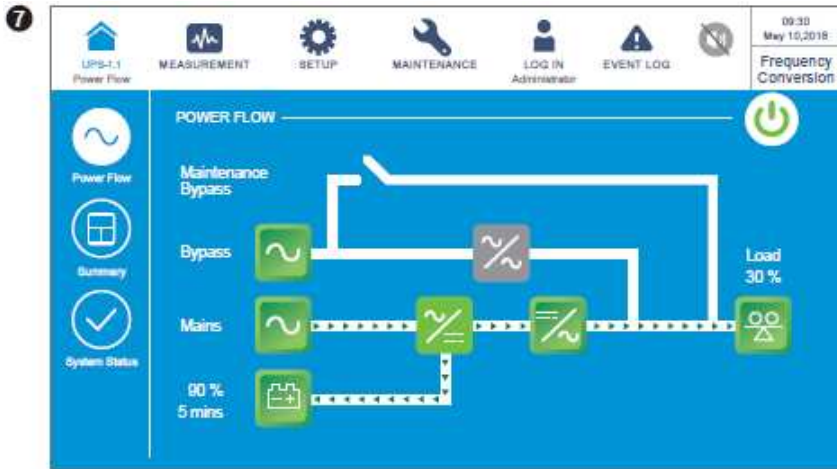 ❼
UPS-1.1
Power Flow
MEASUREMENT
SETUP
MAINTENANCE
LOG IN
Administrator
EVENT LOG
09:30
May 10,2018
Frequency
Conversion
Power Flow
Summary
System Status
POWER FLOW
Maintenance
Bypass
Bypass
Load
30 %
Mains
90 %
5 mins